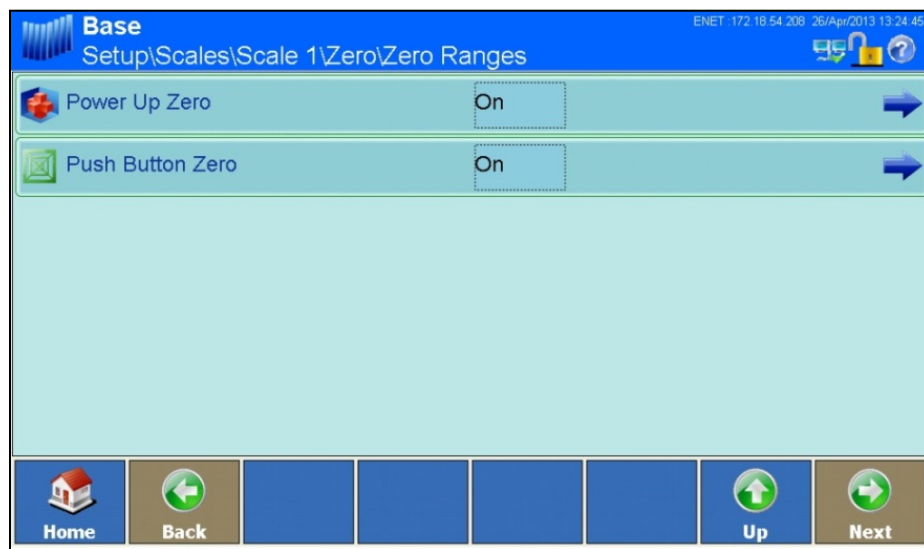 Base
ENET :172.18.54.208 26/Apr/2013 13:24:45
Setup\Scales\Scale 1\Zero\Zero Ranges
Power Up Zero On
Push Button Zero On
Home Back Up Next